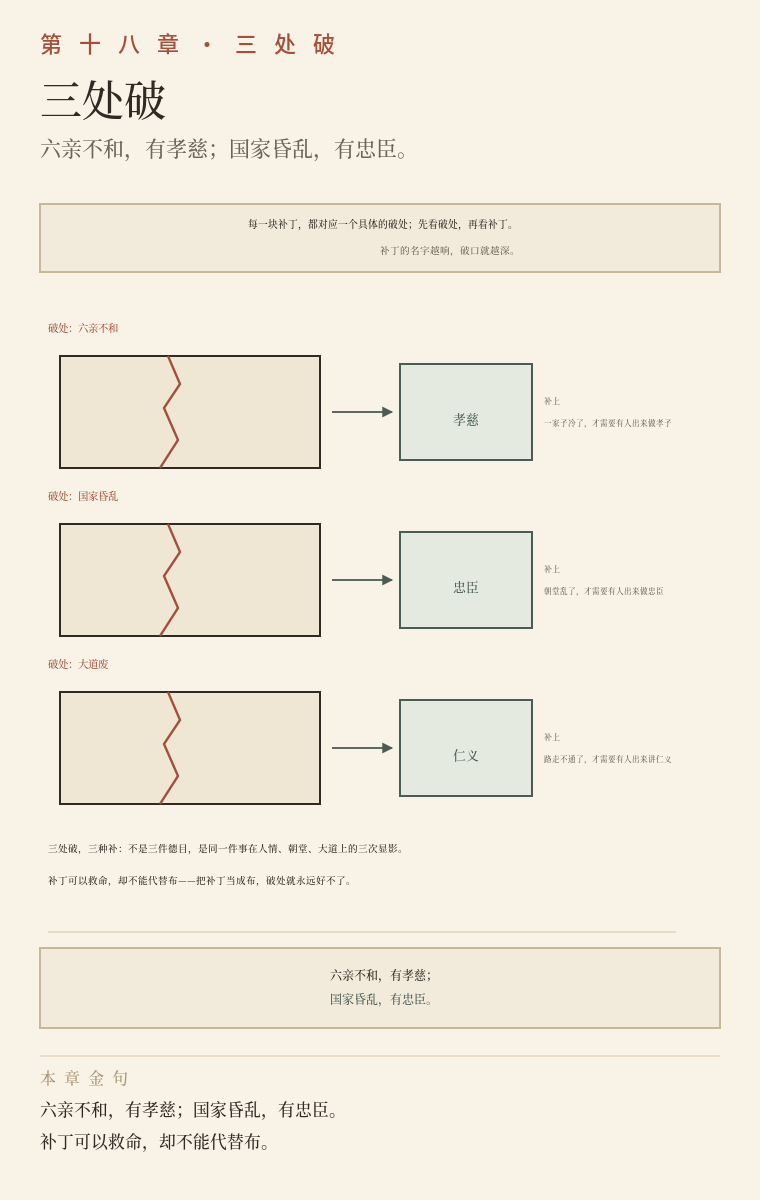 第十八章·三处破
三处破
六亲不和，有孝慈；国家昏乱，有忠臣。
每一块补丁，都对应一个具体的破处；先看破处，再看补丁。
补丁的名字越响，破口就越深。
破处：六亲不和
孝慈
补上
一家子冷了，才需要有人出来做孝子
破处：国家昏乱
忠臣
补上
朝堂乱了，才需要有人出来做忠臣
破处：大道废
仁义
补上
路走不通了，才需要有人出来讲仁义
三处破，三种补：不是三件德目，是同一件事在人情、朝堂、大道上的三次显影。
补丁可以救命，却不能代替布——把补丁当成布，破处就永远好不了。
六亲不和，有孝慈；
国家昏乱，有忠臣。
本章金句
六亲不和，有孝慈；国家昏乱，有忠臣。
补丁可以救命，却不能代替布。